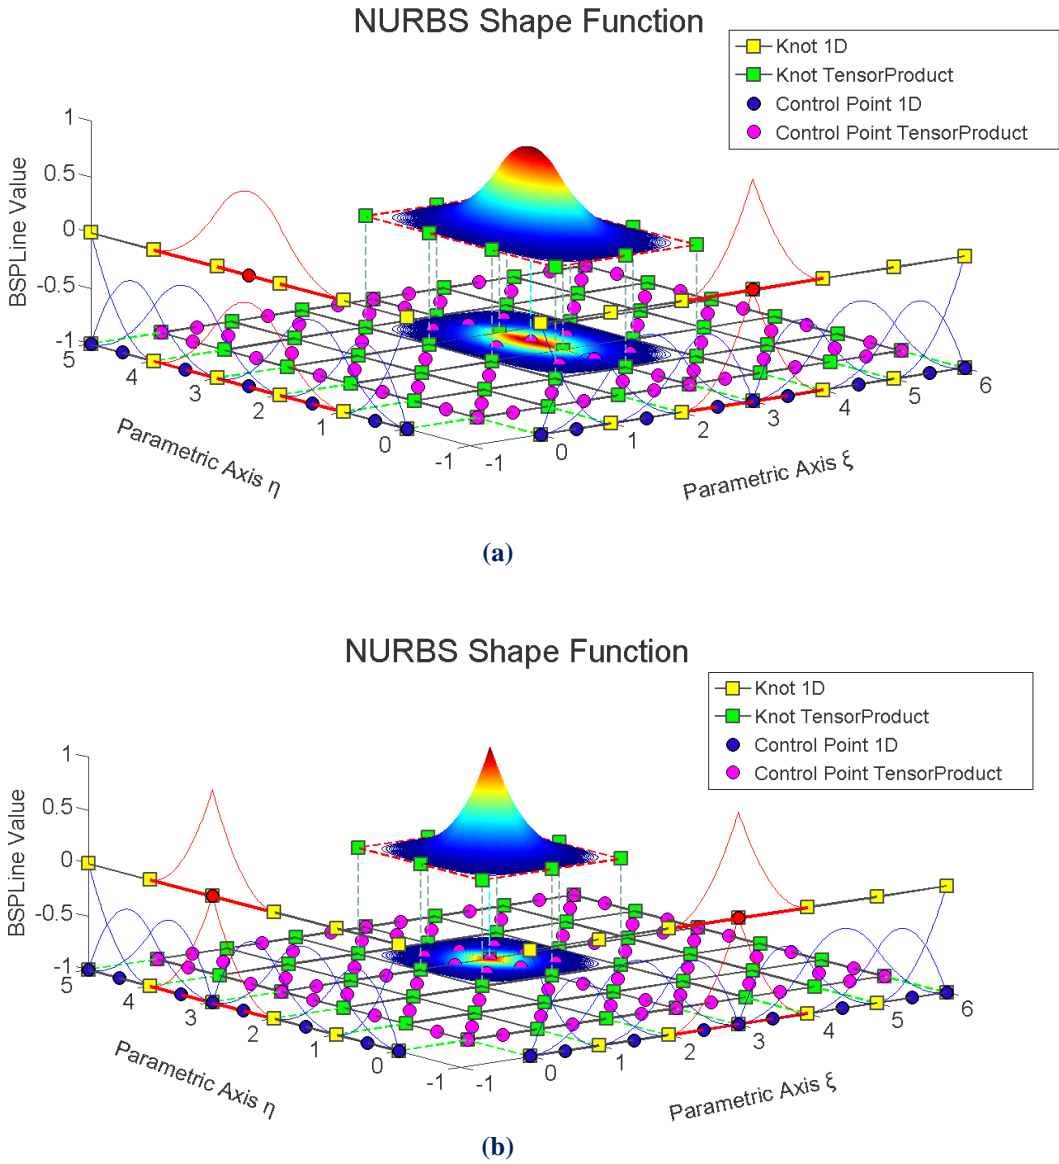 NURBS Shape Function
Knot 1D
Knot TensorProduct
Control Point 1D
Control Point TensorProduct
1
0.5
0
-0.5
-1
BSPLine Value
5
4
3
2
1
0
-1
Parametric Axis η
-1
0
1
2
3
4
5
6
Parametric Axis ξ
(a)
NURBS Shape Function
Knot 1D
Knot TensorProduct
Control Point 1D
Control Point TensorProduct
1
0.5
0
-0.5
-1
BSPLine Value
5
4
3
2
1
0
-1
Parametric Axis η
-1
0
1
2
3
4
5
6
Parametric Axis ξ
(b)